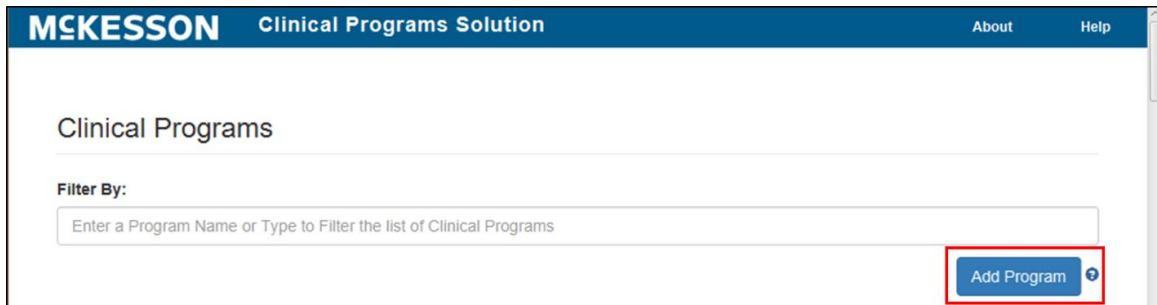 MCKESSON Clinical Programs Solution About Help
Clinical Programs
Filter By:
Enter a Program Name or Type to Filter the list of Clinical Programs
Add Program ?